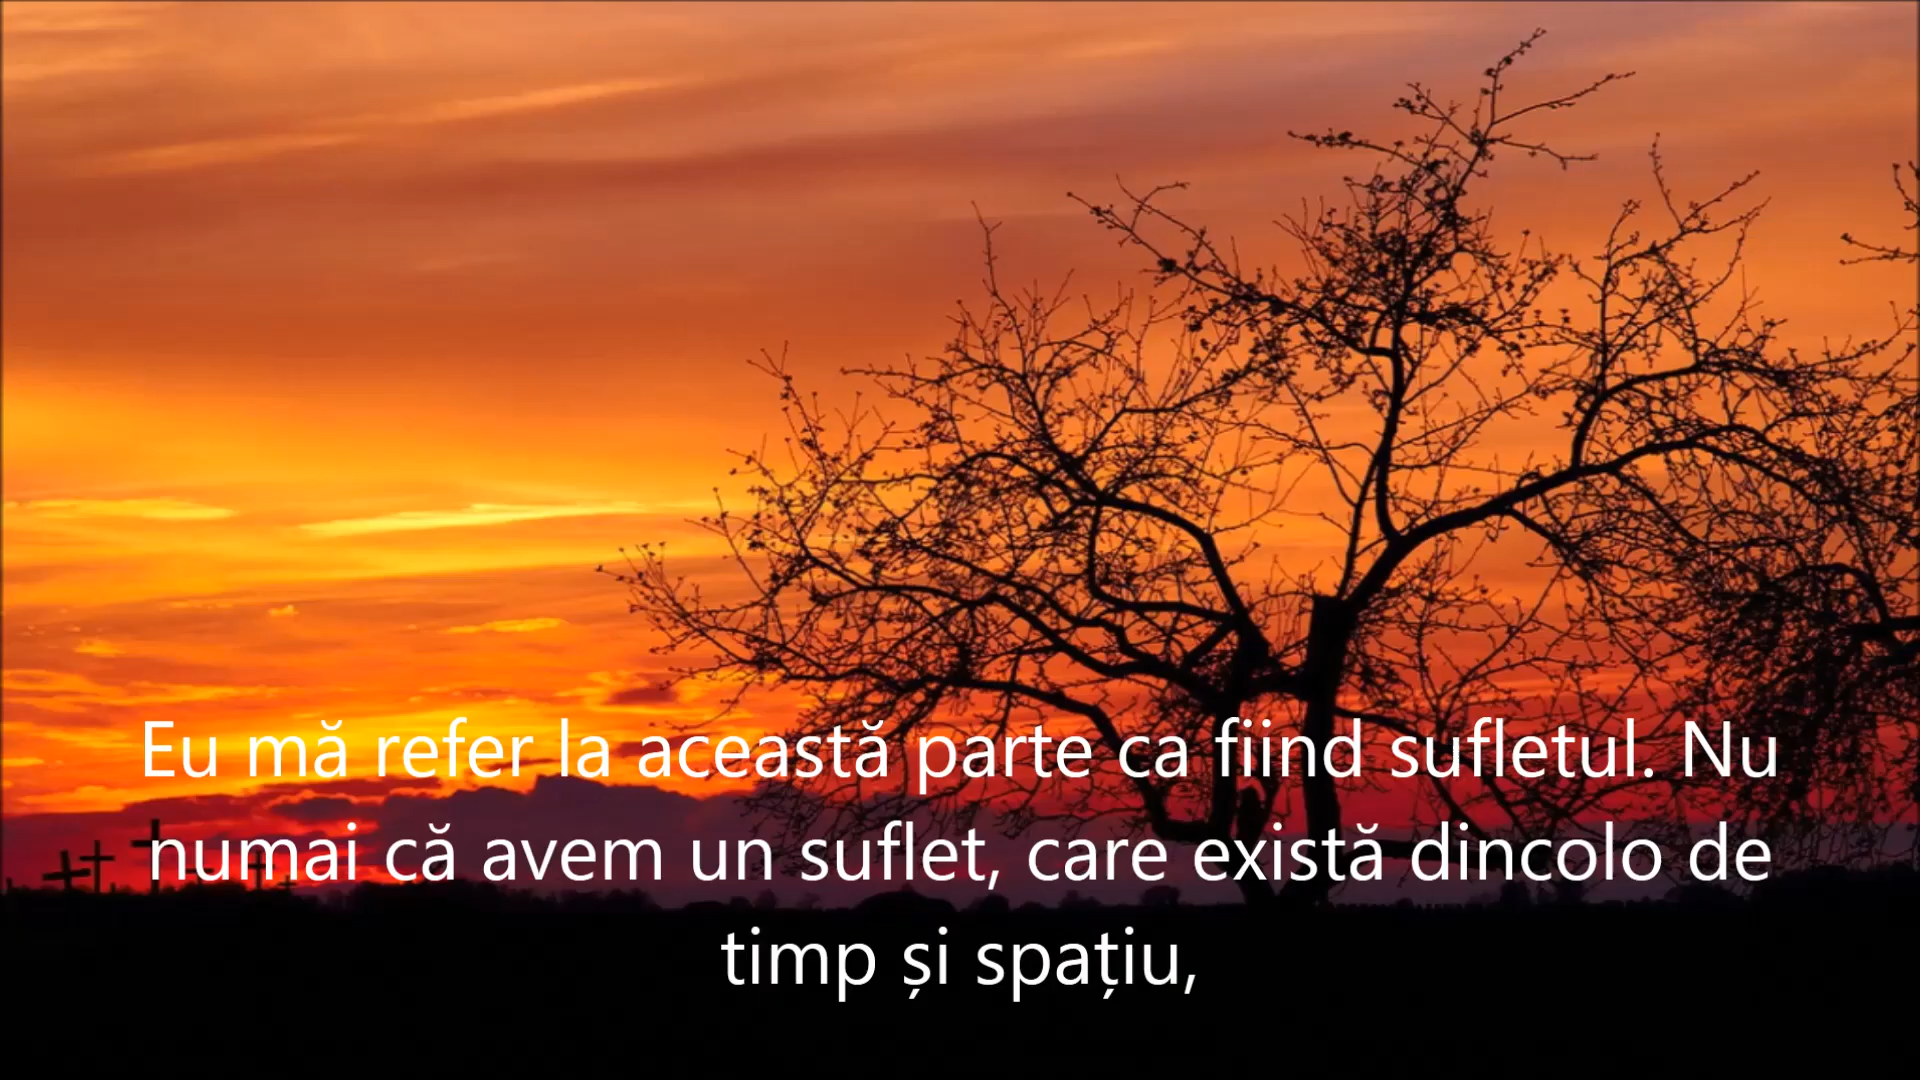 Eu mă refer la această parte ca fiind sufletul. Nu
numai că avem un suflet, care există dincolo de
timp și spațiu,